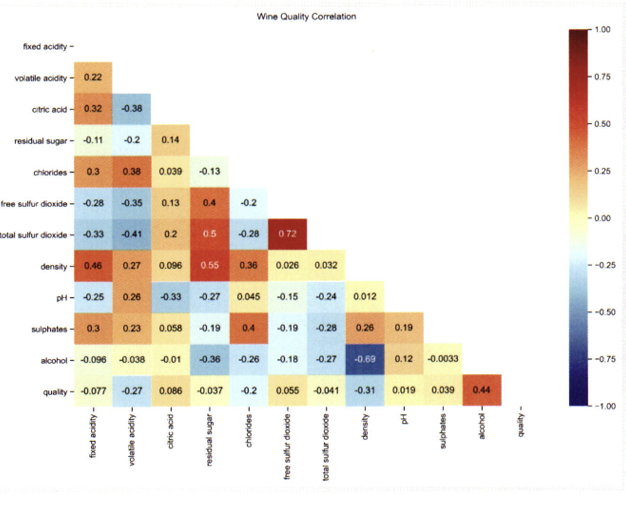 Wine Quality Correlation
fixed acidity
volatile acidity 0.22
citric acid 0.32 -0.38
residual sugar -0.11 -0.2 0.14
chlorides 0.3 0.38 0.039 -0.13
free sulfur dioxide -0.28 -0.35 0.13 0.4 -0.2
total sulfur dioxide -0.33 -0.41 0.2 0.5 -0.28 0.72
density 0.46 0.27 0.096 0.55 0.36 0.026 0.032
pH -0.25 0.26 -0.33 -0.27 0.045 -0.15 -0.24 0.012
sulphates 0.3 0.23 0.058 -0.19 0.4 -0.19 -0.28 0.26 0.19
alcohol -0.096 -0.038 -0.01 -0.36 -0.26 -0.18 -0.27 -0.69 0.12 -0.0033
quality -0.077 -0.27 0.086 -0.037 -0.2 0.055 -0.041 -0.31 0.019 0.039 0.44
fixed acidity
volatile acidity
citric acid
residual sugar
chlorides
free sulfur dioxide
total sulfur dioxide
density
pH
sulphates
alcohol
quality
1.00
0.75
0.50
0.25
0.00
-0.25
-0.50
-0.75
-1.00